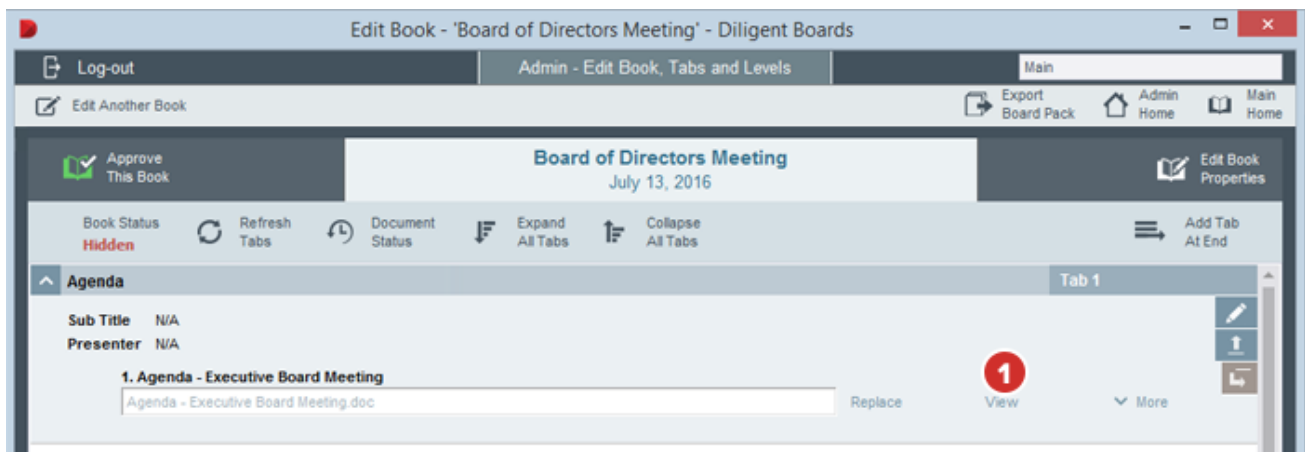 Edit Book - 'Board of Directors Meeting' - Diligent Boards
Log-out
Admin - Edit Book, Tabs and Levels
Main
Edit Another Book
Export
Board Pack
Admin
Home
Main
Home
Approve
This Book
Board of Directors Meeting
July 13, 2016
Edit Book
Properties
Book Status
Hidden
Refresh
Tabs
Document
Status
Expand
All Tabs
Collapse
All Tabs
Add Tab
At End
Agenda
Tab 1
Sub Title N/A
Presenter N/A
1. Agenda - Executive Board Meeting
1
Agenda - Executive Board Meeting.doc
Replace
View
More